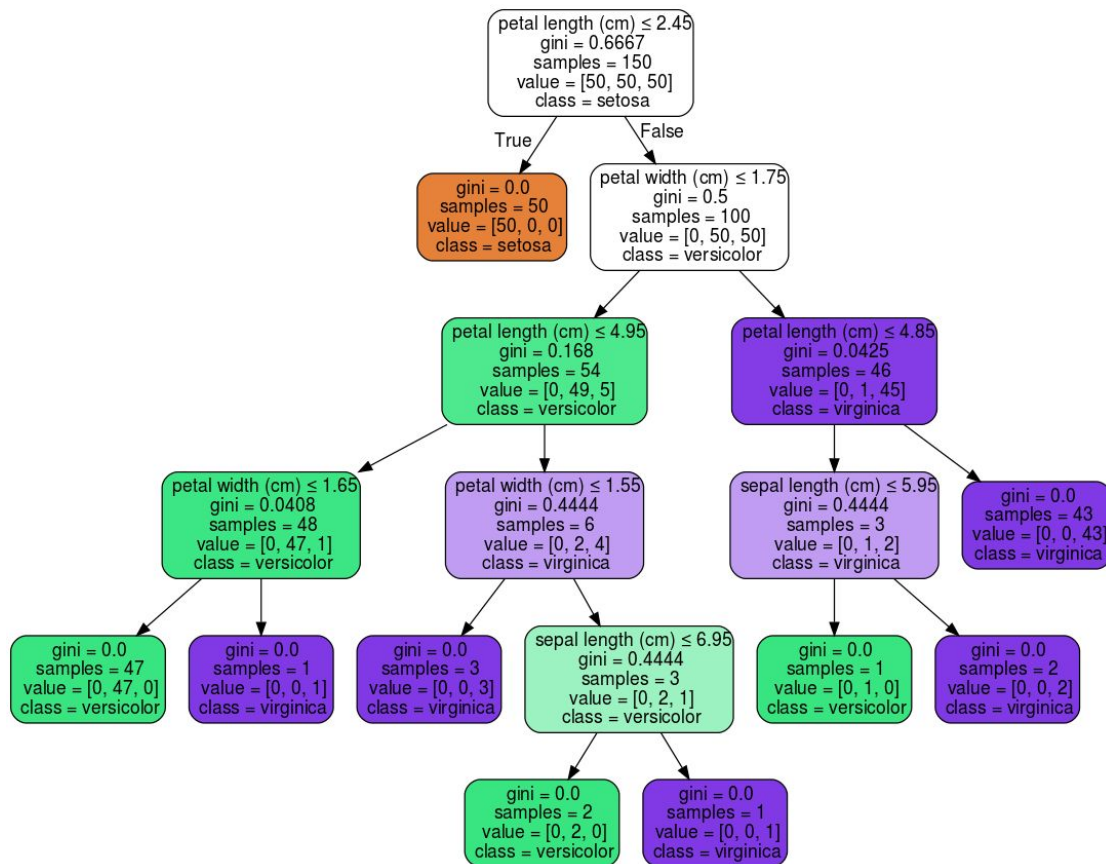 petal length (cm) ≤ 2.45
gini = 0.6667
samples = 150
value = [50, 50, 50]
class = setosa
True
False
gini = 0.0
samples = 50
value = [50, 0, 0]
class = setosa
petal width (cm) ≤ 1.75
gini = 0.5
samples = 100
value = [0, 50, 50]
class = versicolor
petal length (cm) ≤ 4.95
gini = 0.168
samples = 54
value = [0, 49, 5]
class = versicolor
petal length (cm) ≤ 4.85
gini = 0.0425
samples = 46
value = [0, 1, 45]
class = virginica
petal width (cm) ≤ 1.65
gini = 0.0408
samples = 48
value = [0, 47, 1]
class = versicolor
petal width (cm) ≤ 1.55
gini = 0.4444
samples = 6
value = [0, 2, 4]
class = virginica
sepal length (cm) ≤ 5.95
gini = 0.4444
samples = 3
value = [0, 1, 2]
class = virginica
gini = 0.0
samples = 43
value = [0, 0, 43]
class = virginica
gini = 0.0
samples = 47
value = [0, 47, 0]
class = versicolor
gini = 0.0
samples = 1
value = [0, 0, 1]
class = virginica
gini = 0.0
samples = 3
value = [0, 0, 3]
class = virginica
sepal length (cm) ≤ 6.95
gini = 0.4444
samples = 3
value = [0, 2, 1]
class = versicolor
gini = 0.0
samples = 1
value = [0, 1, 0]
class = versicolor
gini = 0.0
samples = 2
value = [0, 0, 2]
class = virginica
gini = 0.0
samples = 2
value = [0, 2, 0]
class = versicolor
gini = 0.0
samples = 1
value = [0, 0, 1]
class = virginica